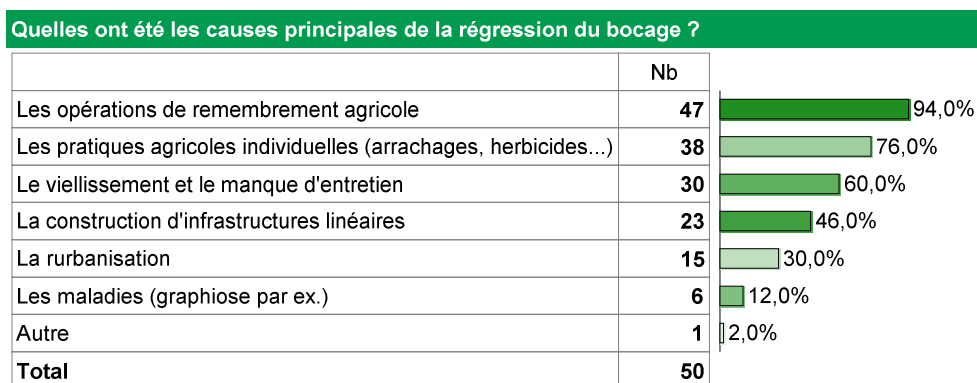 Quelles ont été les causes principales de la régression du bocage ?
Nb
Les opérations de remembrement agricole 47 94,0%
Les pratiques agricoles individuelles (arrachages, herbicides...) 38 76,0%
Le viellissement et le manque d'entretien 30 60,0%
La construction d'infrastructures linéaires 23 46,0%
La rurbanisation 15 30,0%
Les maladies (graphiose par ex.) 6 12,0%
Autre 1 2,0%
Total 50